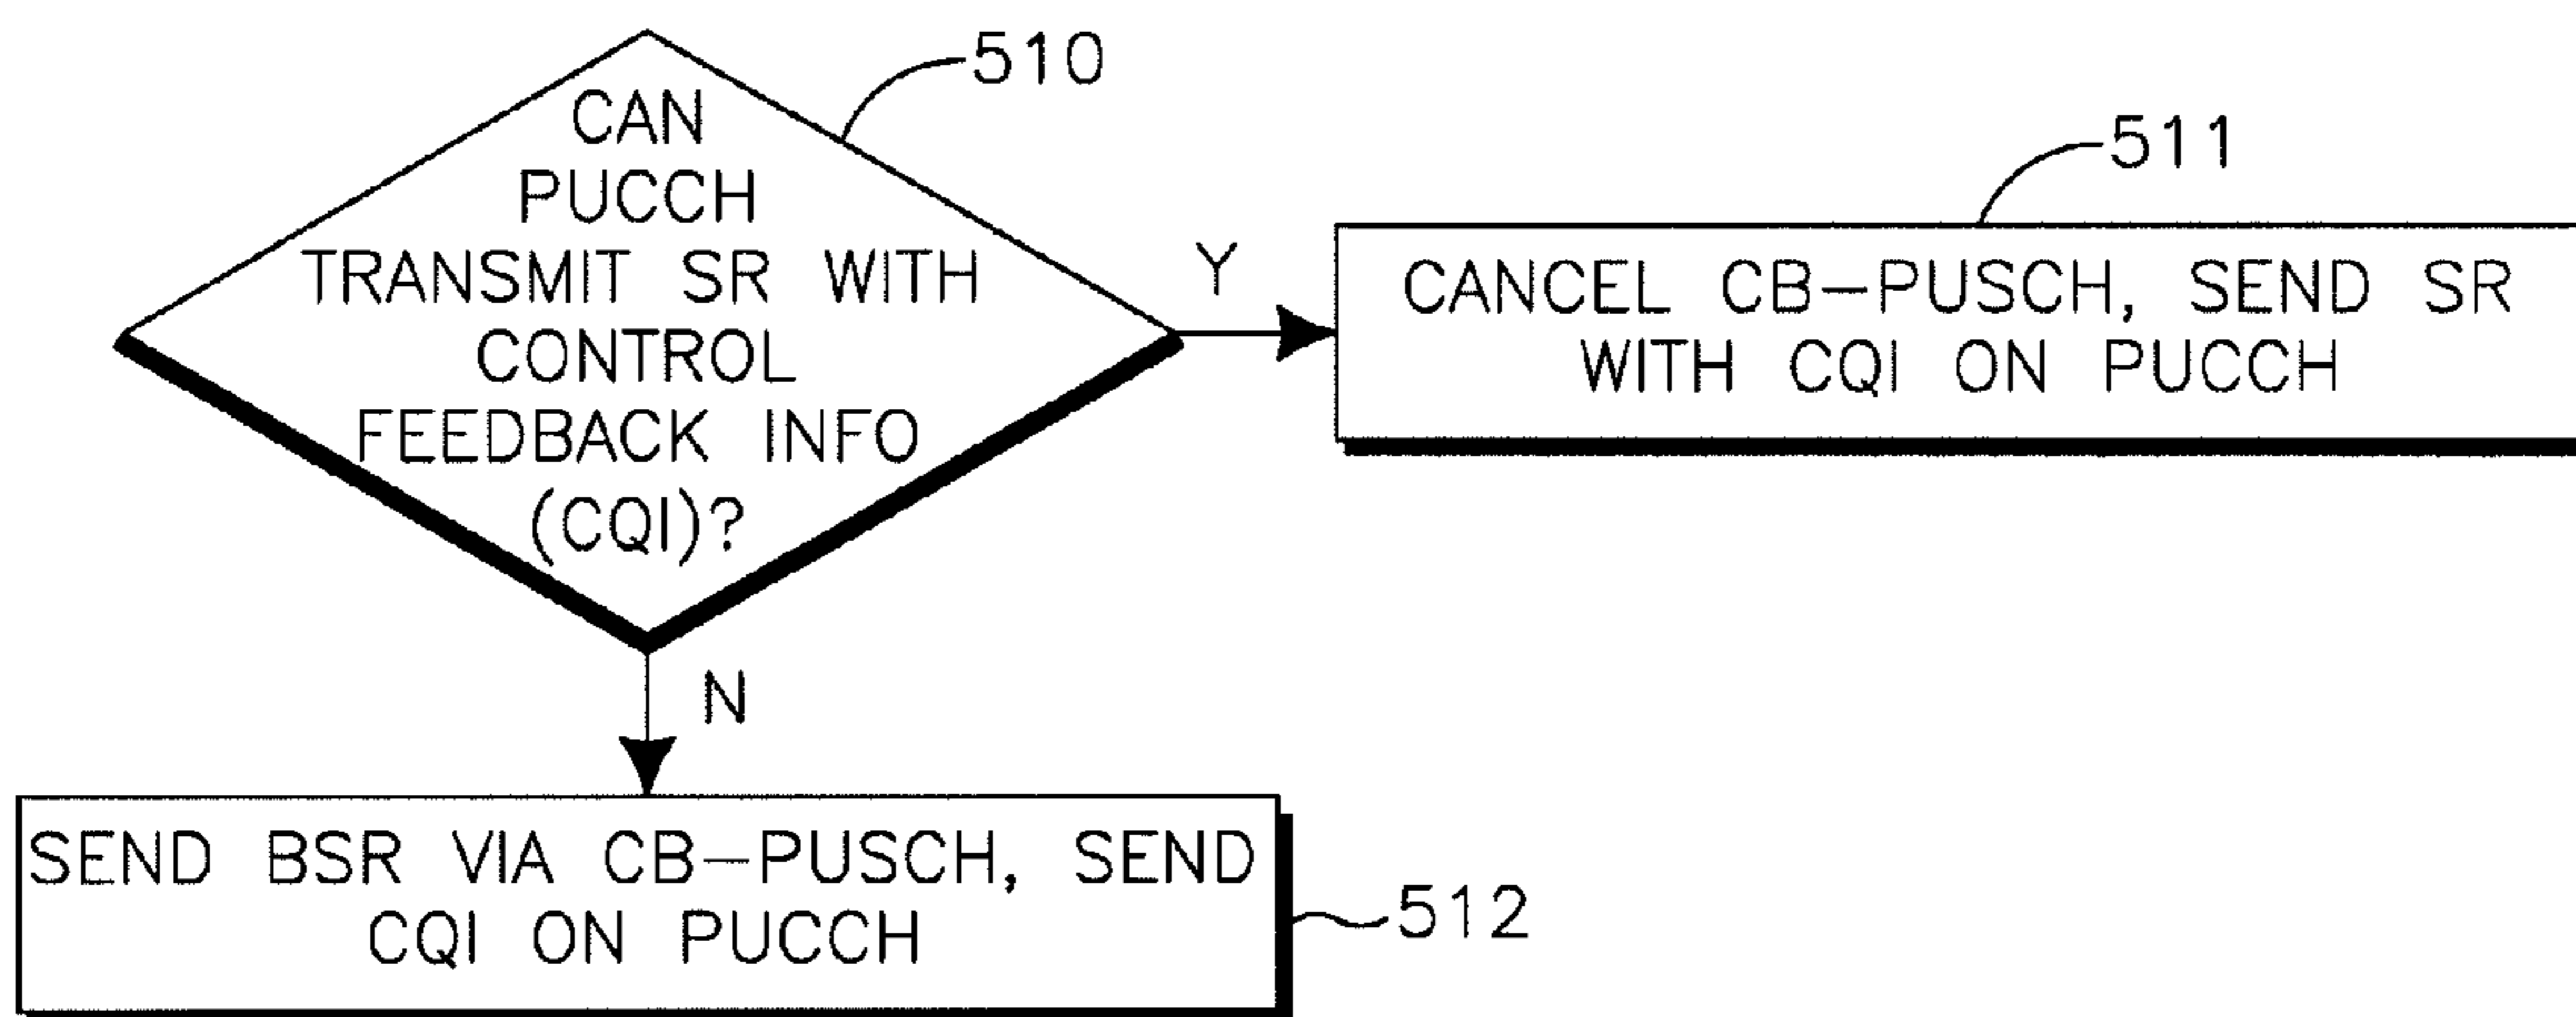 510
CAN
PUCCH
TRANSMIT SR WITH
CONTROL
FEEDBACK INFO
(CQI)?
Y
511
CANCEL CB-PUSCH, SEND SR
WITH CQI ON PUCCH
N
SEND BSR VIA CB-PUSCH, SEND
CQI ON PUCCH
512